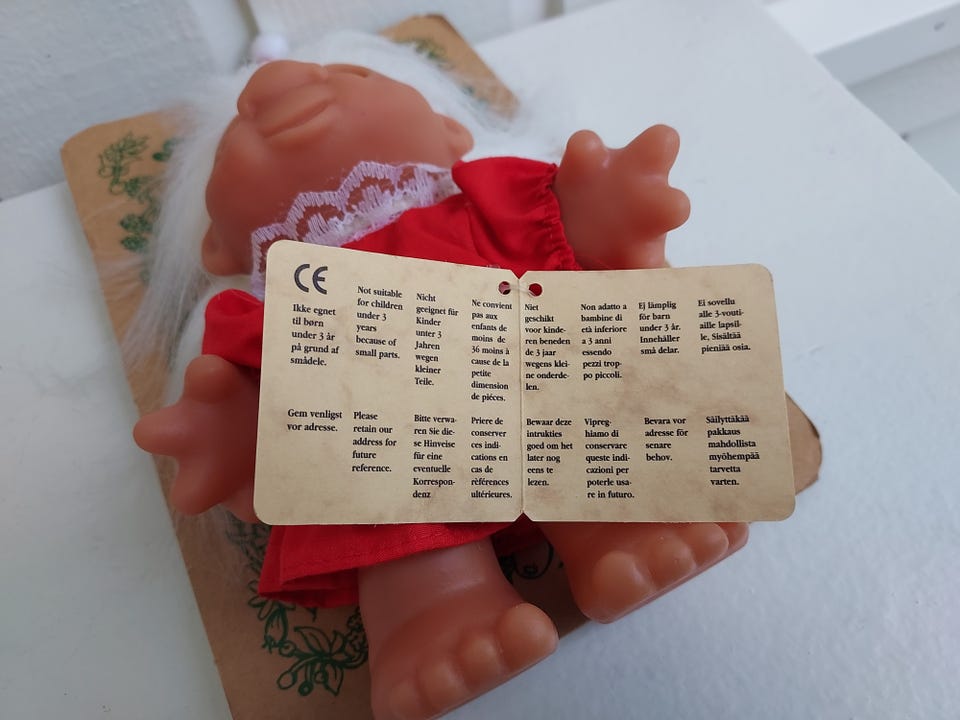 CE
Ikke egnet
til børn
under 3 år
på grund af
smådele.
Not suitable
for children
under 3
years
because of
small parts.
Nicht
geeignet für
Kinder
unter 3
Jahren
wegen
kleiner
Teile.
Ne convient
pas aux
enfants de
moins de
36 moins à
cause de la
petite
dimension
de piéces.
Niet
geschikt
voor kinde-
ren beneden
de 3 jaar
wegens klei-
ne onderde-
len.
Non adatto a
bambine di
età inferiore
a 3 anni
essendo
pezzi trop-
po piccoli.
Ej lämplig
för barn
under 3 år.
Innehåller
små delar.
Ei sovellu
alle 3-vouti-
aille lapsil-
le, Sisältää
pieniää osia.
Gem venligst
vor adresse.
Please
retain our
address for
future
reference.
Bitte verwa-
ren Sie die-
se Hinveise
für eine
eventuelle
Korrespon-
denz
Priere de
conserver
ces indi-
cations en
cas de
rèférences
ultérieures.
Bewaar deze
intrukties
goed om het
later nog
eens te
lezen.
Vipreg-
hiamo di
conservare
queste indi-
cazioni per
poterle usa-
re in futuro.
Bevara vor
adresse för
senare
behov.
Säilyttäkää
pakkaus
mahdollista
myöhempää
tarvetta
varten.